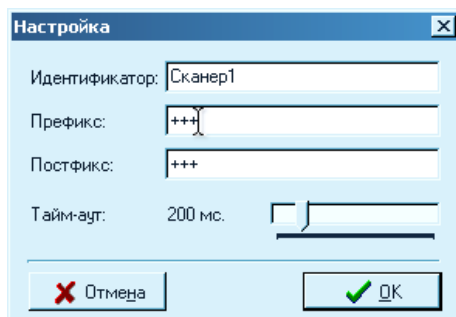 Настройка
Идентификатор: Сканер1
Префикс: +++
Постфикс: +++
Тайм-аут: 200 мс.
Отмена OK